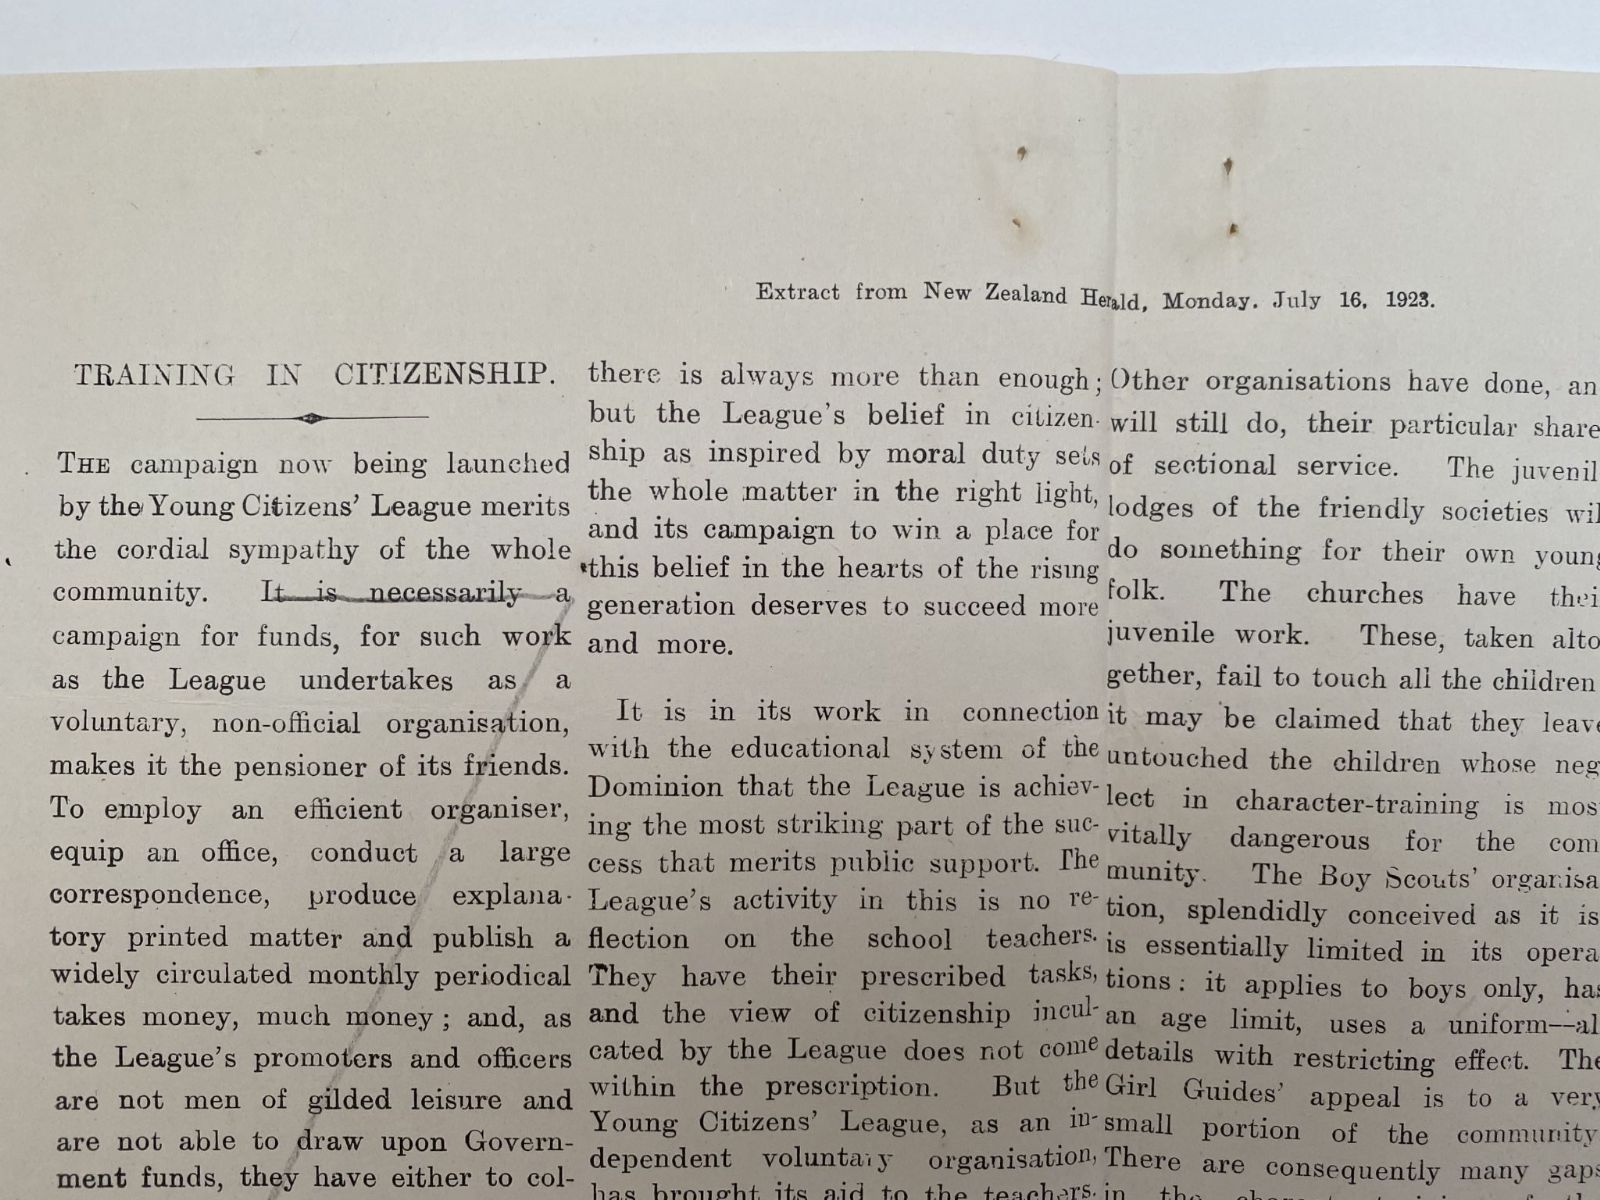 Extract from New Zealand Herald, Monday. July 16, 1923.
TRAINING IN CITIZENSHIP.
THE campaign now being launched
by the Young Citizens' League merits
the cordial sympathy of the whole
community. It is necessarily a
campaign for funds, for such work
as the League undertakes as a
voluntary, non-official organisation,
makes it the pensioner of its friends.
To employ an efficient organiser,
equip an office, conduct a large
correspondence, produce explana-
tory printed matter and publish a
widely circulated monthly periodical
takes money, much money; and, as
the League's promoters and officers
are not men of gilded leisure and
are not able to draw upon Govern-
ment funds, they have either to col-
there is always more than enough;
but the League's belief in citizen-
ship as inspired by moral duty sets
the whole matter in the right light,
and its campaign to win a place for
this belief in the hearts of the rising
generation deserves to succeed more
and more.
It is in its work in connection
with the educational system of the
Dominion that the League is achiev-
ing the most striking part of the suc-
cess that merits public support. The
League's activity in this is no re-
flection on the school teachers.
They have their prescribed tasks,
and the view of citizenship incul-
cated by the League does not come
within the prescription. But the
Young Citizens' League, as an in-
dependent voluntary organisation,
has brought its aid to the teachers.
Other organisations have done, an
will still do, their particular share
of sectional service. The juvenil
lodges of the friendly societies wil
do something for their own young
folk. The churches have thei
juvenile work. These, taken alto
gether, fail to touch all the children
it may be claimed that they leave
untouched the children whose neg
lect in character-training is mos
vitally dangerous for the com
munity. The Boy Scouts' organisa
tion, splendidly conceived as it is
is essentially limited in its opera
tions: it applies to boys only, has
an age limit, uses a uniform—al
details with restricting effect. The
Girl Guides' appeal is to a very
small portion of the community
There are consequently many gaps
in the